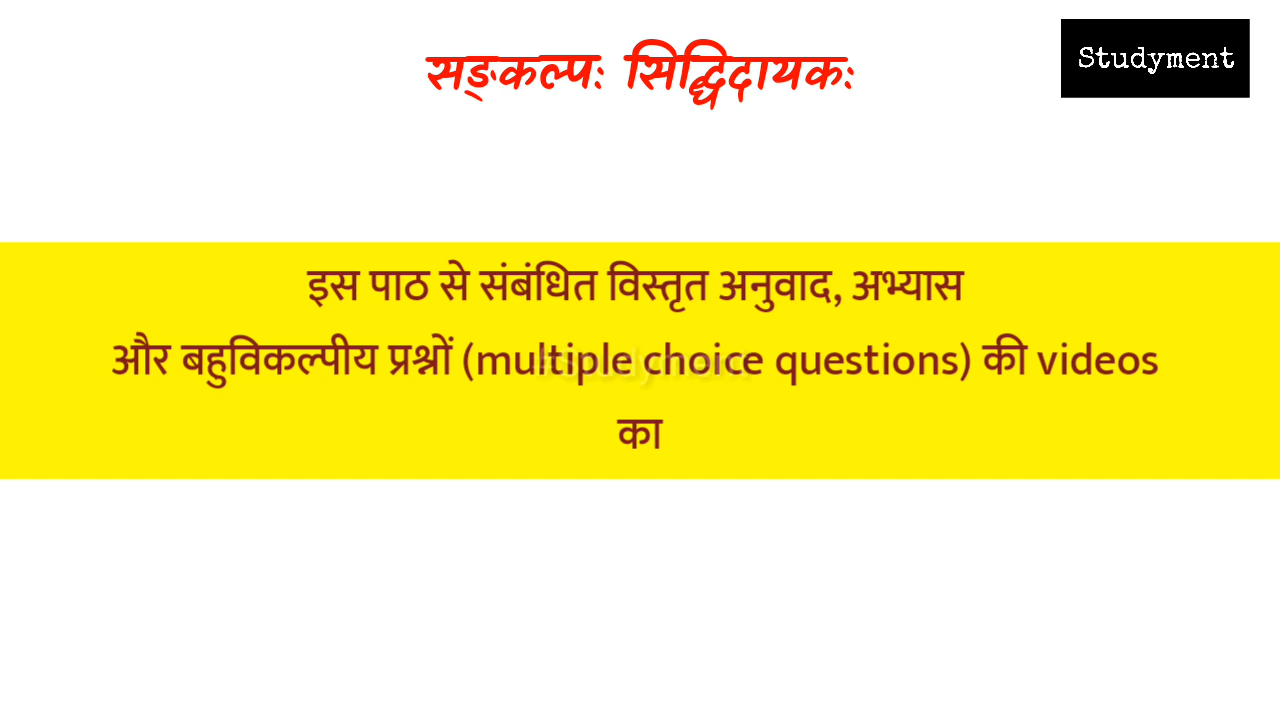 सङ्कल्पः सिद्धिदायकः
Studyment
इस पाठ से संबंधित विस्तृत अनुवाद, अभ्यास
और बहुविकल्पीय प्रश्नों (multiple choice questions) की videos
का